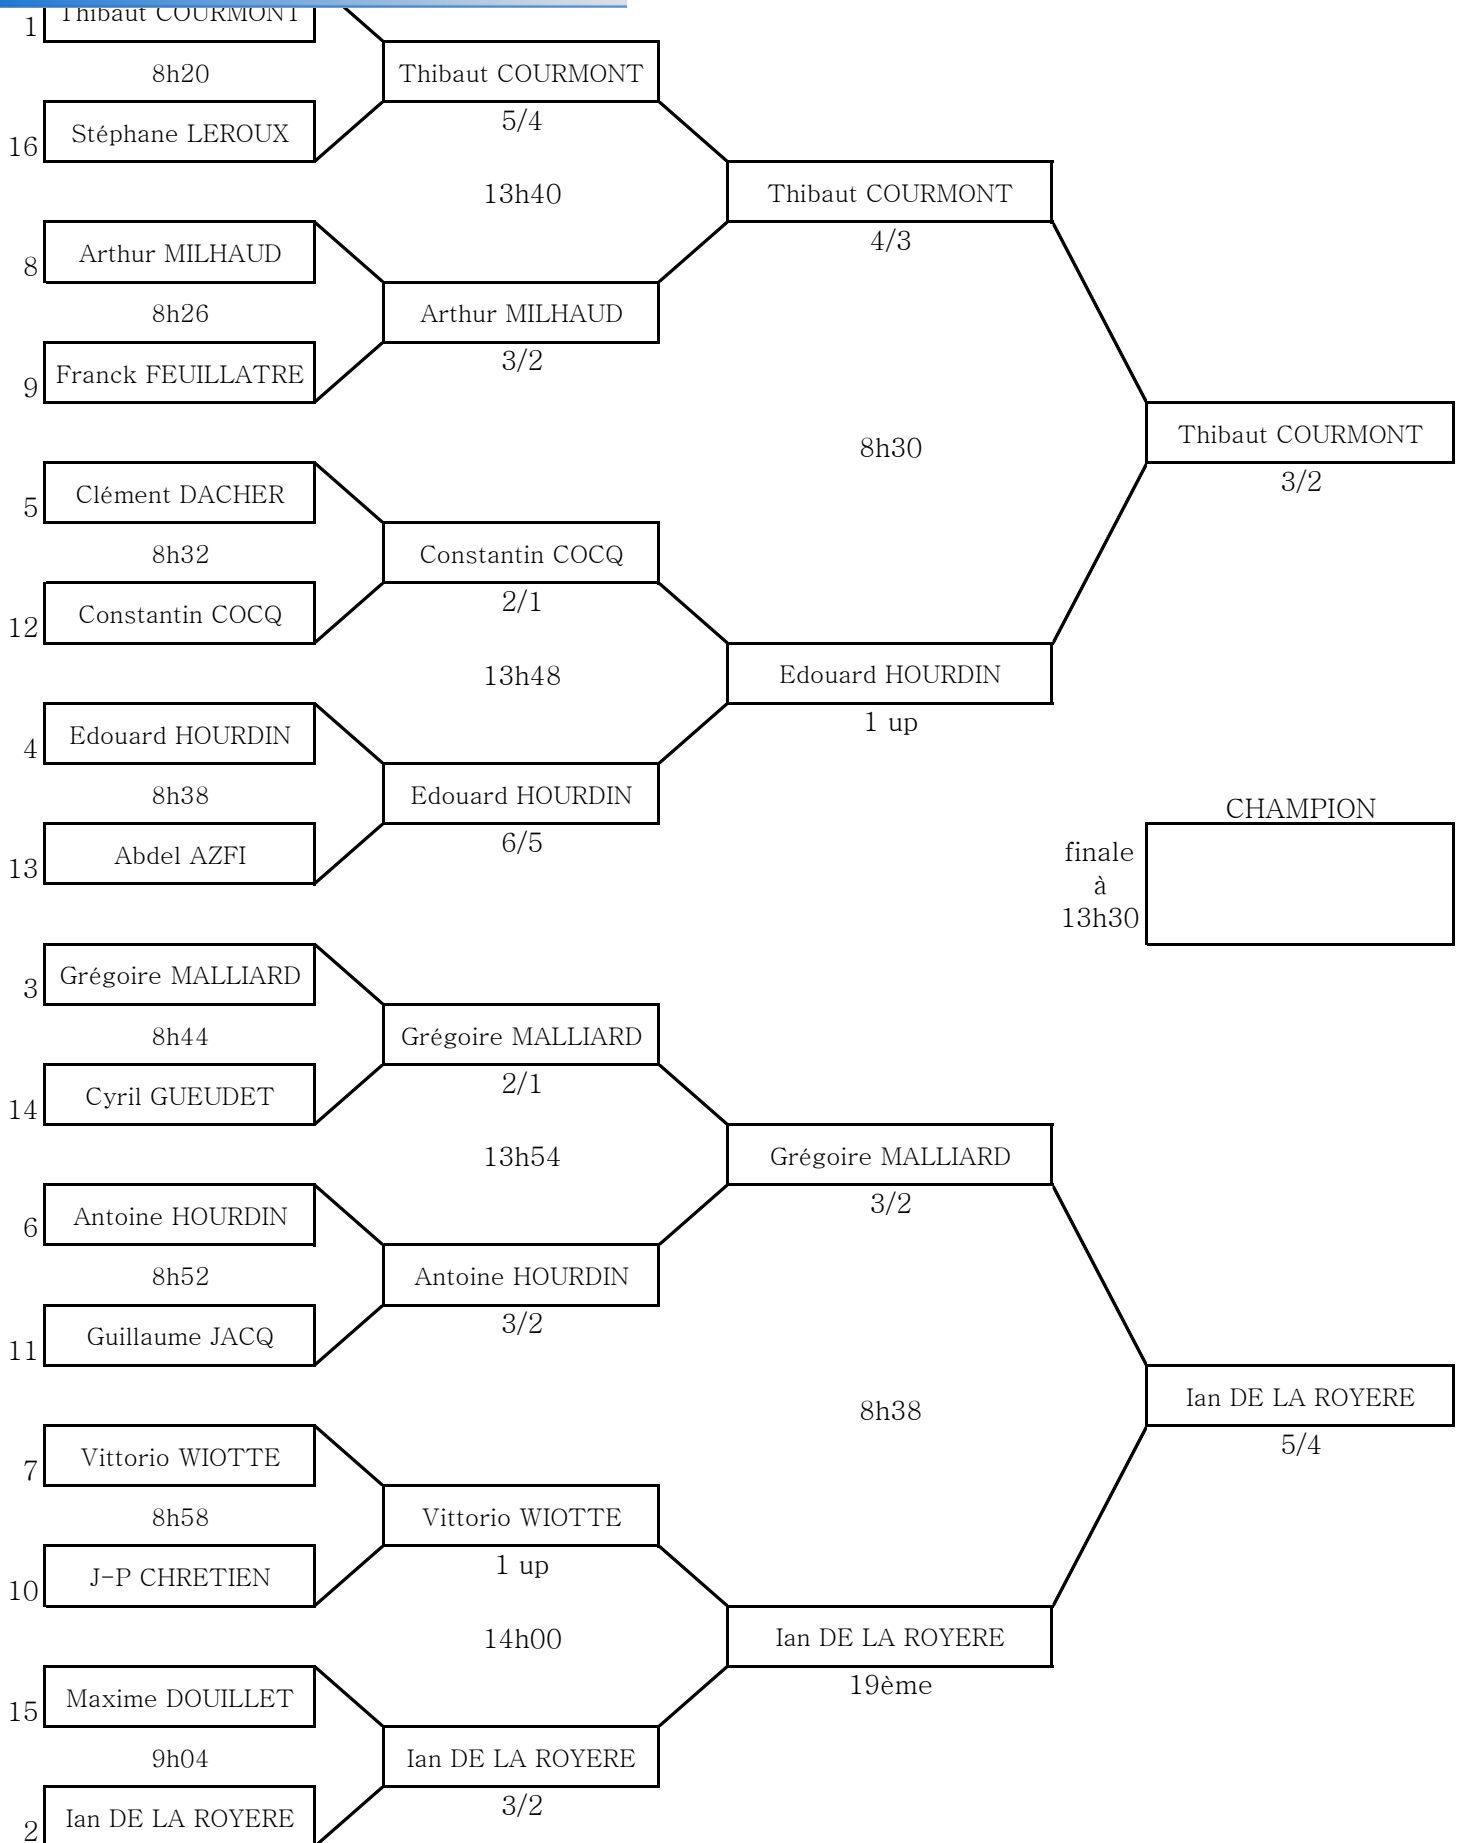 1
Thibaut COURMONT
8h20
16
Stéphane LEROUX
Thibaut COURMONT
5/4
13h40
8
Arthur MILHAUD
8h26
9
Franck FEUILLATRE
Arthur MILHAUD
3/2
Thibaut COURMONT
4/3
8h30
5
Clément DACHER
8h32
12
Constantin COCQ
Constantin COCQ
2/1
13h48
4
Edouard HOURDIN
8h38
13
Abdel AZFI
Edouard HOURDIN
6/5
Edouard HOURDIN
1 up
Thibaut COURMONT
3/2
CHAMPION
finale
à
13h30
3
Grégoire MALLIARD
8h44
14
Cyril GUEUDET
Grégoire MALLIARD
2/1
13h54
6
Antoine HOURDIN
8h52
11
Guillaume JACQ
Antoine HOURDIN
3/2
Grégoire MALLIARD
3/2
8h38
7
Vittorio WIOTTE
8h58
10
J-P CHRETIEN
Vittorio WIOTTE
1 up
14h00
15
Maxime DOUILLET
9h04
2
Ian DE LA ROYERE
Ian DE LA ROYERE
3/2
Ian DE LA ROYERE
19ème
Ian DE LA ROYERE
5/4